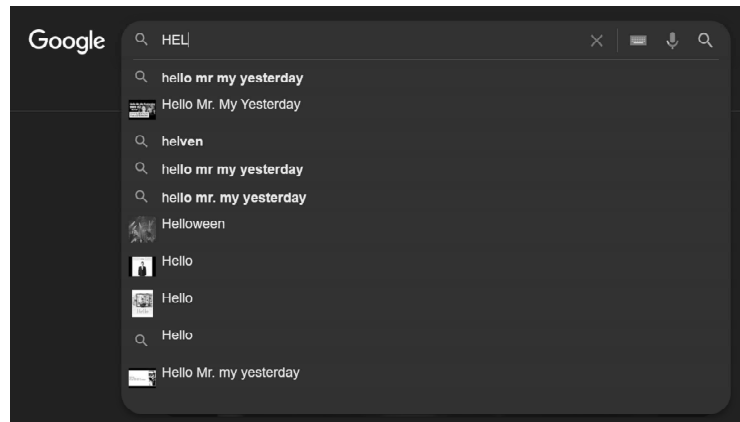 Google
HEL
hello mr my yesterday
Hello Mr. My Yesterday
helven
hello mr my yesterday
hello mr. my yesterday
Helloween
Hello
Hello
Hello
Hello Mr. my yesterday